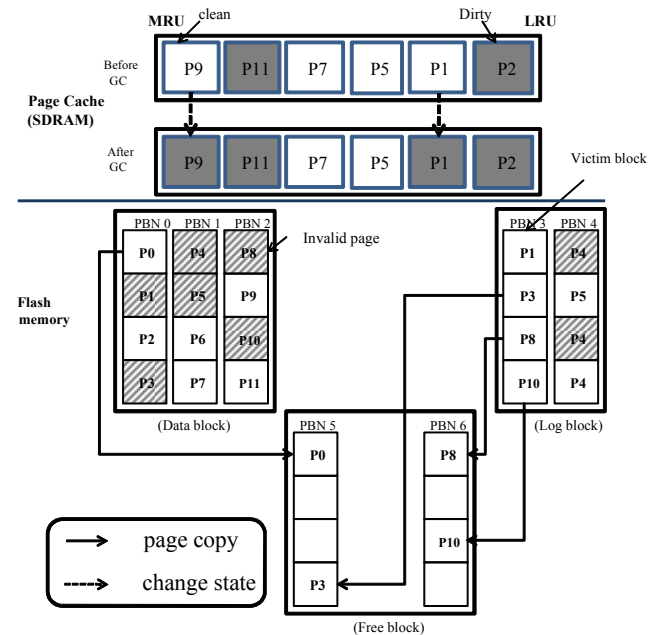 MRU clean Dirty LRU
Before GC P9 P11 P7 P5 P1 P2
Page Cache (SDRAM)
After GC P9 P11 P7 P5 P1 P2
Victim block
PBN 0 PBN 1 PBN 2 Invalid page PBN 3 PBN 4
P0 P4 P8 P1 P4
Flash memory
P1 P5 P9 P3 P5
P2 P6 P10 P8 P4
P3 P7 P11 P10 P4
(Data block) (Log block)
PBN 5 PBN 6
P0 P8
P10
P3
(Free block)
page copy
change state